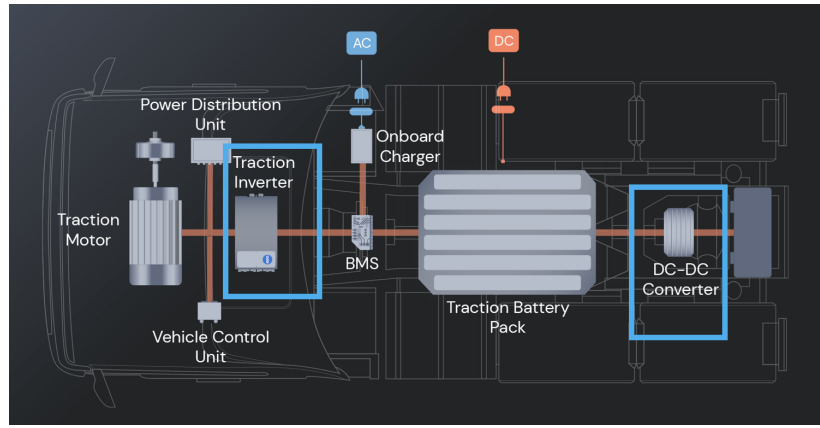 AC
DC
Power Distribution
Unit
Onboard
Charger
Traction
Inverter
Traction
Motor
BMS
DC-DC
Converter
Traction Battery
Pack
Vehicle Control
Unit